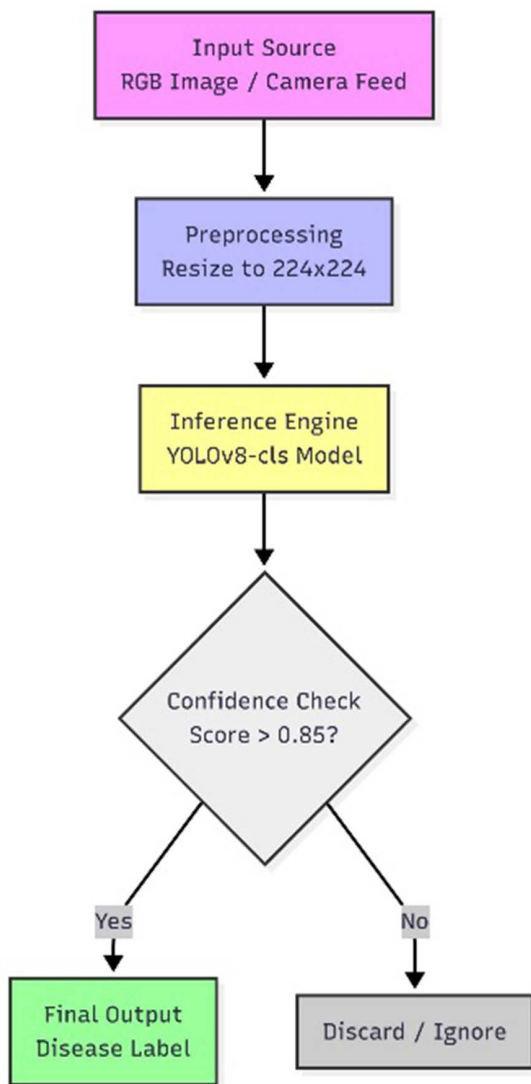 Input Source
RGB Image / Camera Feed
Preprocessing
Resize to 224x224
Inference Engine
YOLOv8-cls Model
Confidence Check
Score > 0.85?
Yes
No
Final Output
Disease Label
Discard / Ignore